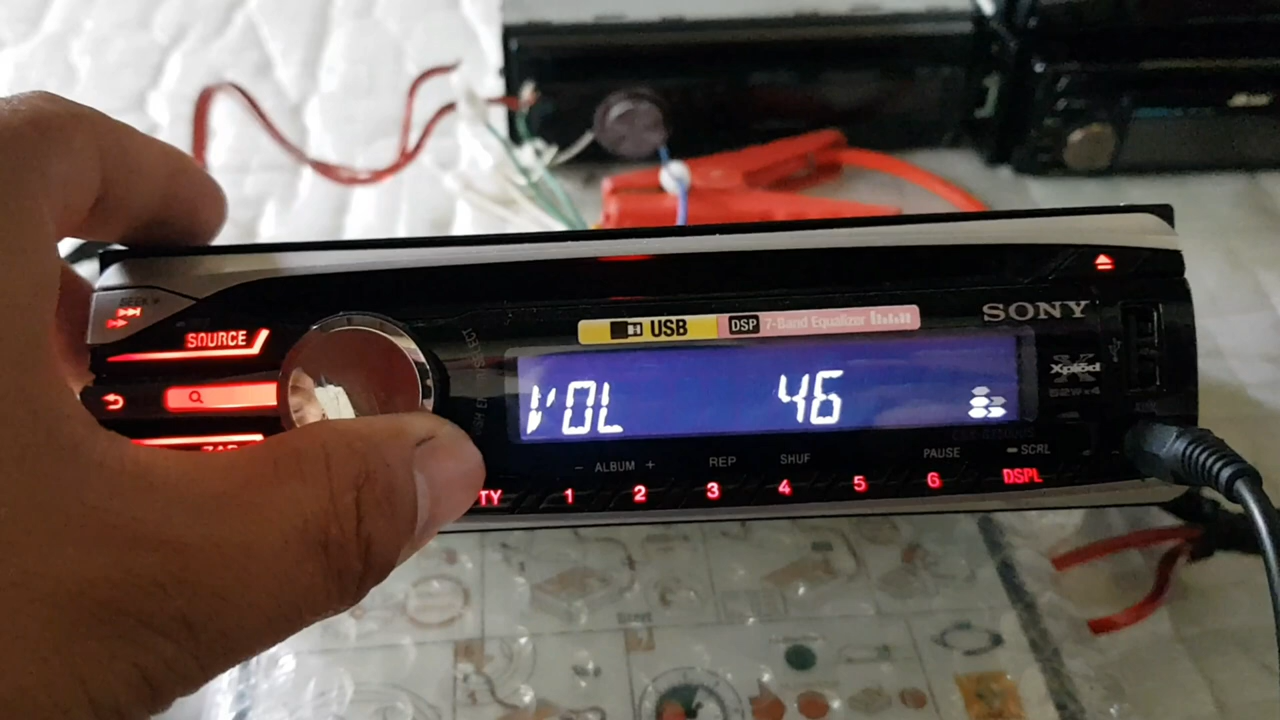 SEEK +
SOURCE
USB DSP 7-Band Equalizer
SONY
Xplod
52W×4
VOL 46
- ALBUM + REP SHUF PAUSE SCRL
1 2 3 4 5 6 DSPL